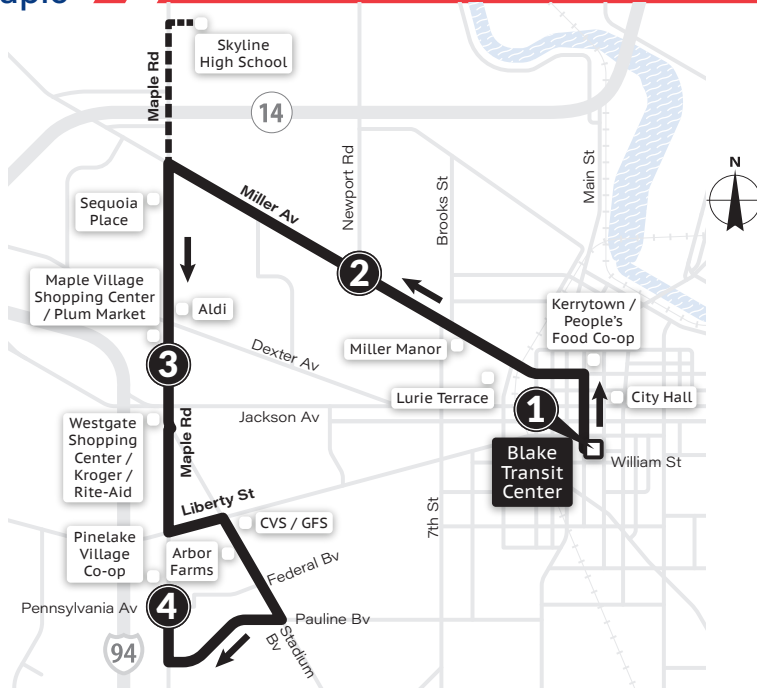 Skyline
High School
Maple Rd
14
N
Newport Rd
Brooks St
Main St
Miller Av
Sequoia
Place
2
Maple Village
Shopping Center
/ Plum Market
Aldi
Kerrytown /
People's
Food Co-op
Dexter Av
Miller Manor
3
Lurie Terrace
1
City Hall
Westgate
Shopping
Center /
Kroger /
Rite-Aid
Maple Rd
Jackson Av
Blake
Transit
Center
William St
Liberty St
7th St
CVS / GFS
Pinelake
Village
Co-op
Arbor
Farms
Federal Bv
Pennsylvania Av
4
Pauline Bv
Stadium
Bv
94